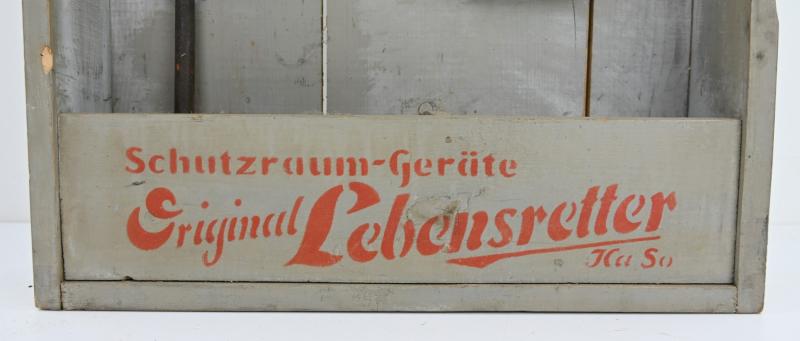 Schutzraum-Geräte
Original Lebensretter
Ha So